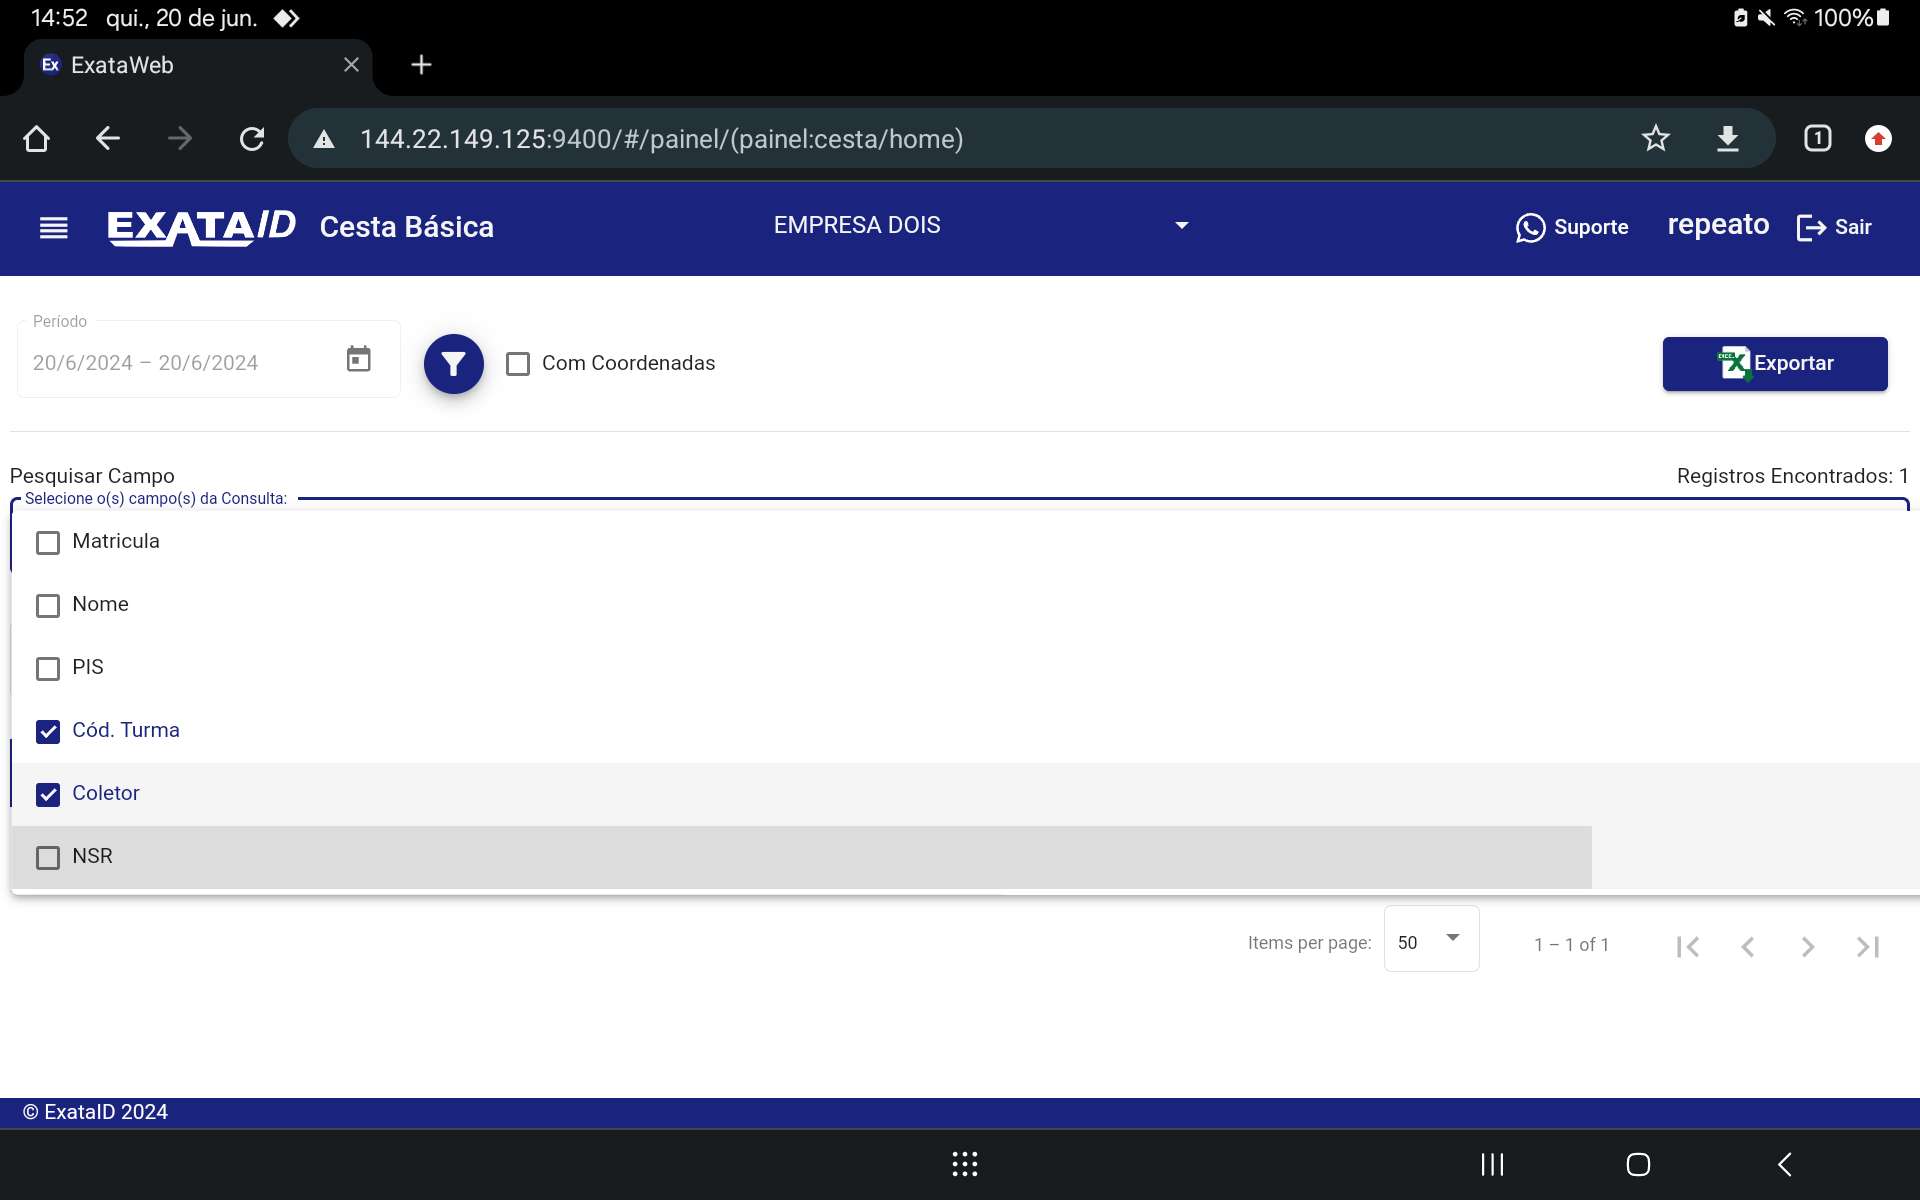 14:52 qui., 20 de jun. 100%
Ex ExataWeb
144.22.149.125:9400/#/painel/(painel:cesta/home) 1
EXATAID Cesta Básica EMPRESA DOIS Suporte repeato Sair
Período
20/6/2024 – 20/6/2024 Com Coordenadas Exportar
Pesquisar Campo Registros Encontrados: 1
Selecione o(s) campo(s) da Consulta:
Matricula
Nome
PIS
Cód. Turma
Coletor
NSR
Items per page: 50 1 – 1 of 1
© ExataID 2024